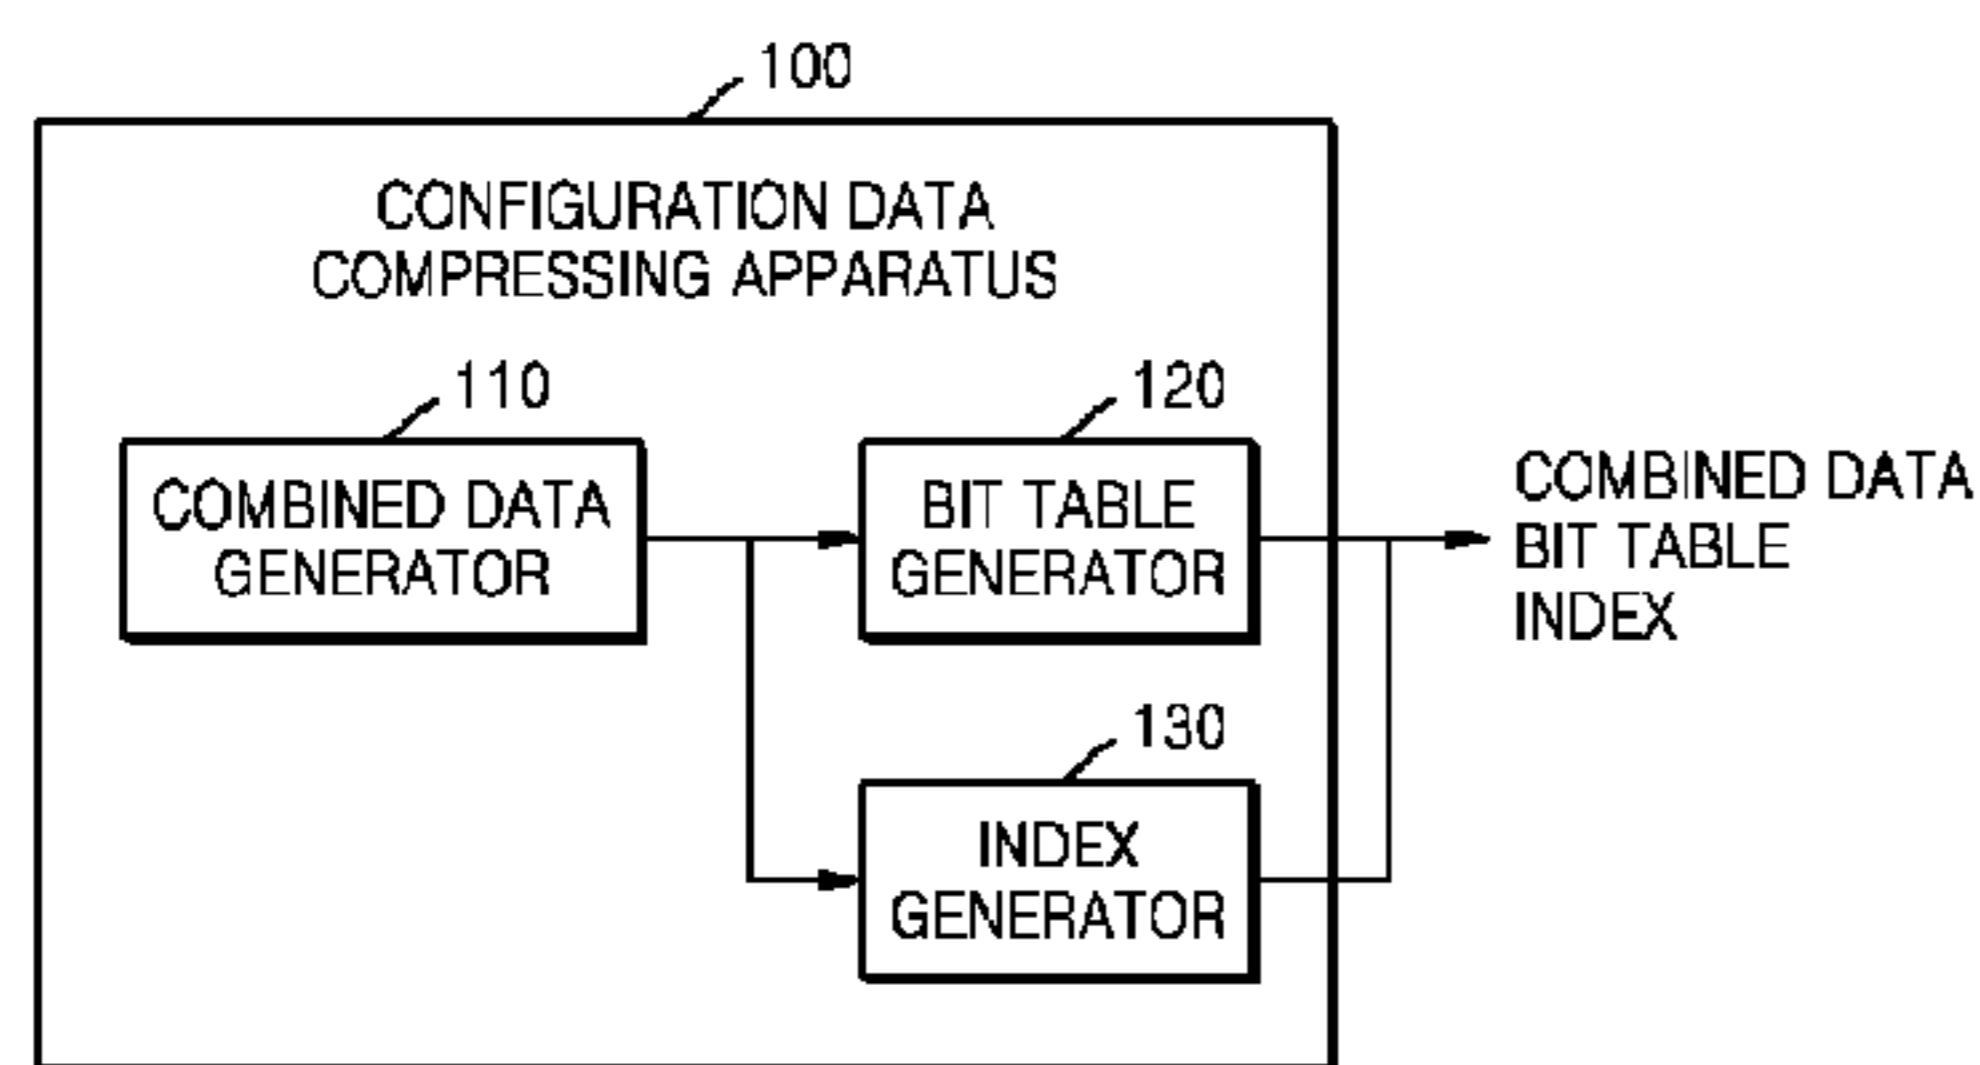 100
CONFIGURATION DATA
COMPRESSING APPARATUS
110
COMBINED DATA
GENERATOR
120
BIT TABLE
GENERATOR
130
INDEX
GENERATOR
COMBINED DATA
BIT TABLE
INDEX